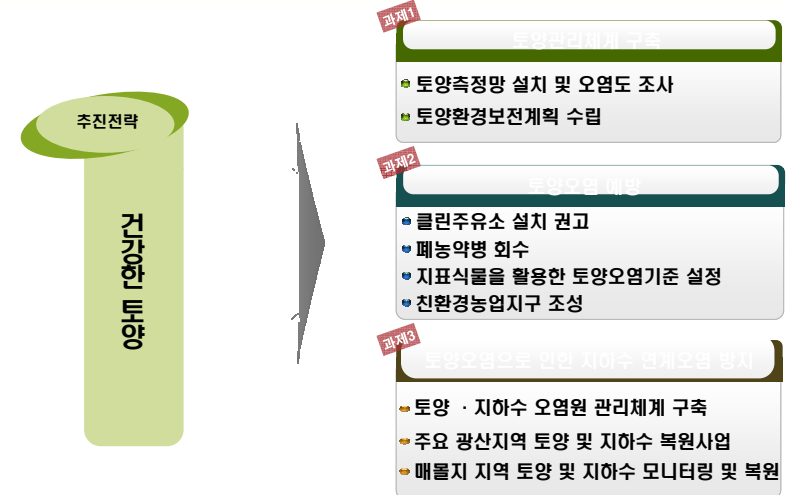 추진전략
건강한 토양
과제1
토양관리체계 구축
토양측정망 설치 및 오염도 조사
토양환경보전계획 수립
과제2
토양오염 예방
클린주유소 설치 권고
폐농약병 회수
지표식물을 활용한 토양오염기준 설정
친환경농업지구 조성
과제3
토양오염으로 인한 지하수 연계오염 방지
토양 · 지하수 오염원 관리체계 구축
주요 광산지역 토양 및 지하수 복원사업
매몰지 지역 토양 및 지하수 모니터링 및 복원